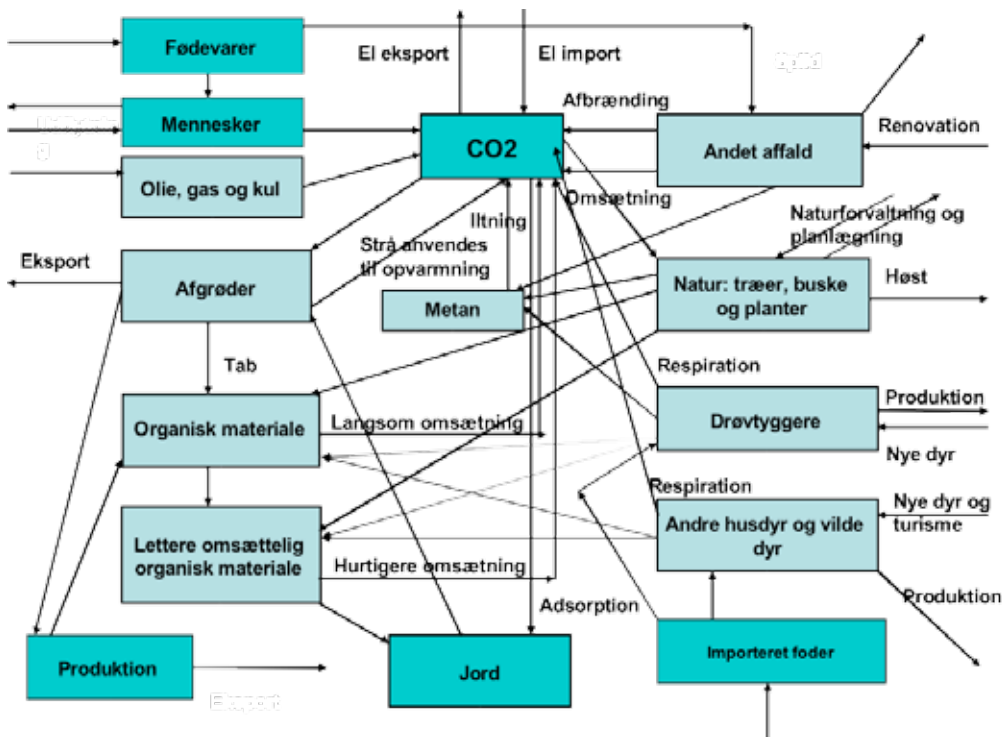 Fødevarer
El eksport
El import
Spild
Afbrænding
Mennesker
CO2
Andet affald
Renovation
Olie, gas og kul
Omsætning
Iltning
Naturforvaltning og
planlægning
Strå anvendes
til opvarmning
Eksport
Afgrøder
Metan
Natur: træer, buske
og planter
Høst
Tab
Respiration
Produktion
Organisk materiale
Langsom omsætning
Drøvtyggere
Nye dyr
Respiration
Nye dyr og
turisme
Lettere omsættelig
organisk materiale
Andre husdyr og vilde
dyr
Hurtigere omsætning
Adsorption
Produktion
Produktion
Jord
Importeret foder
Eksport